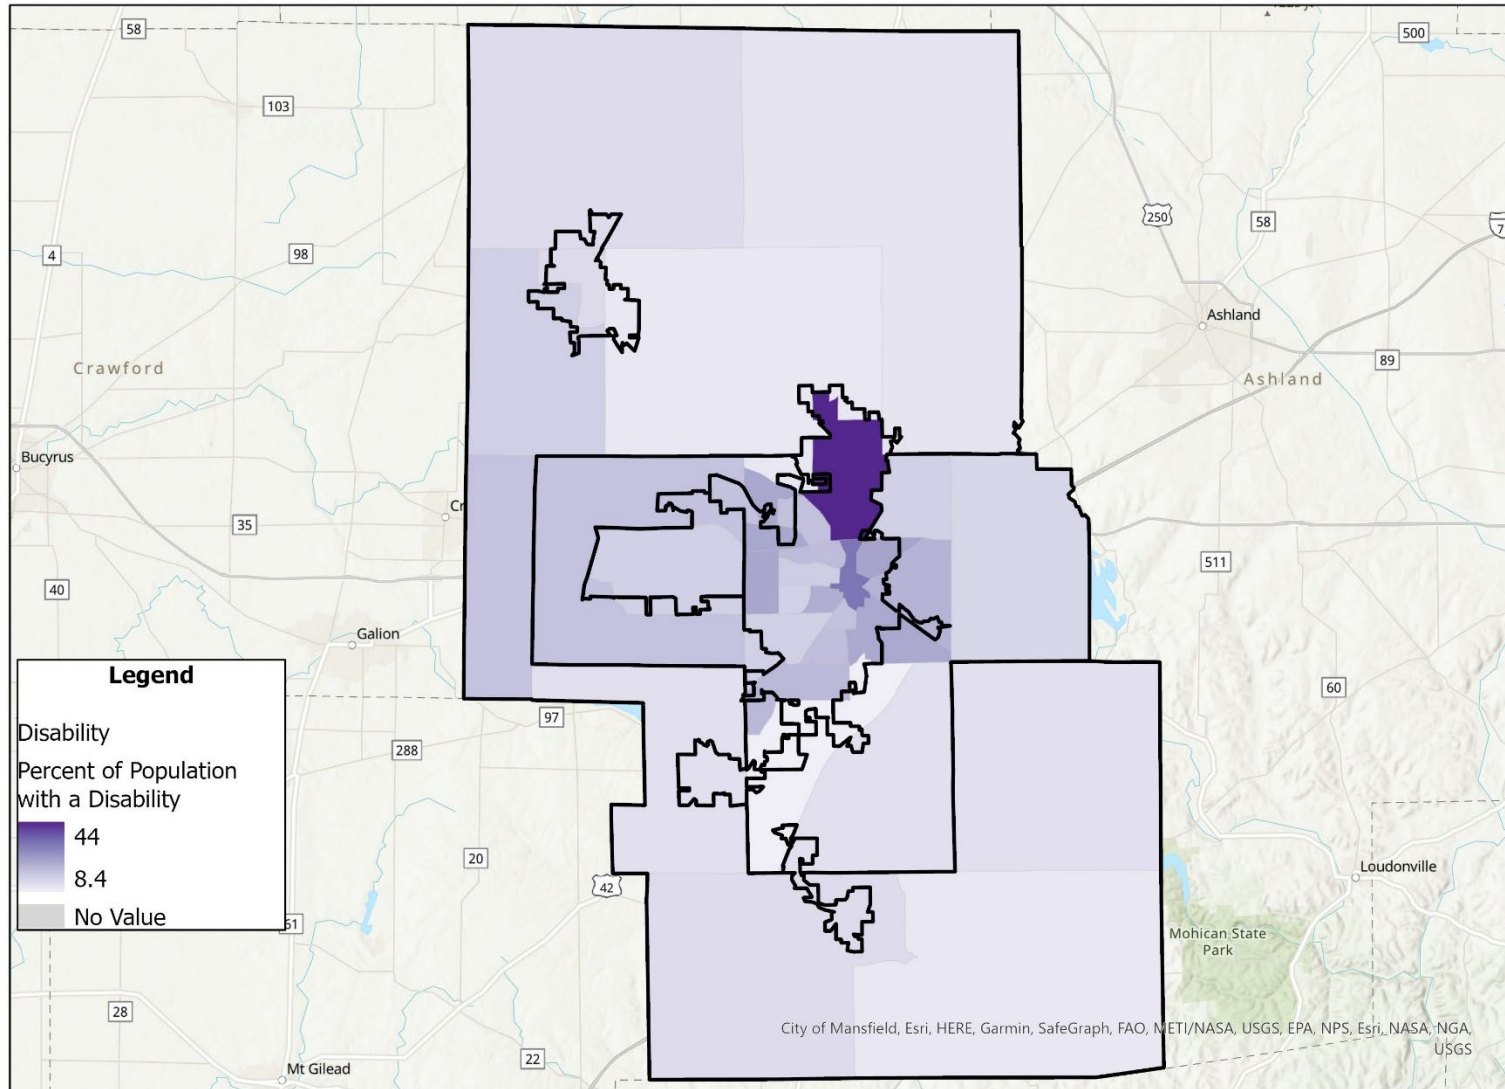 58
500
103
250
58
4
98
Ashland
Crawford
89
Ashland
Bucyrus
35
511
40
Galion
60
97
288
20
42
Loudonville
Mohican State
Park
28
22
Mt Gilead
Legend
Disability
Percent of Population
with a Disability
44
8.4
No Value
City of Mansfield, Esri, HERE, Garmin, SafeGraph, FAO, METI/NASA, USGS, EPA, NPS, Esri, NASA, NGA,
USGS